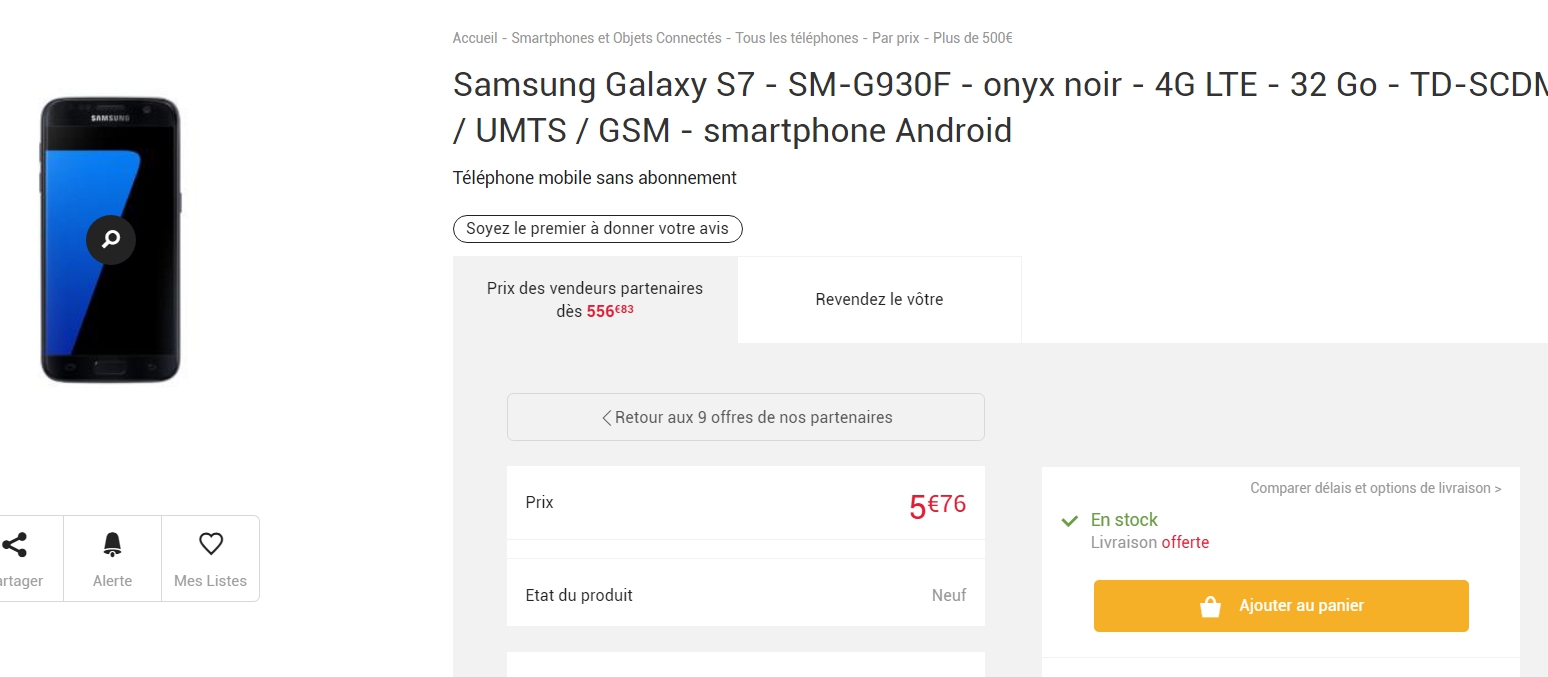 Accueil - Smartphones et Objets Connectés - Tous les téléphones - Par prix - Plus de 500€
Samsung Galaxy S7 - SM-G930F - onyx noir - 4G LTE - 32 Go - TD-SCDM
/ UMTS / GSM - smartphone Android
Téléphone mobile sans abonnement
Soyez le premier à donner votre avis
Prix des vendeurs partenaires
dès 556€83
Revendez le vôtre
SAMSUNG
Retour aux 9 offres de nos partenaires
Prix
5€76
Etat du produit
Neuf
Comparer délais et options de livraison >
En stock
Livraison offerte
Ajouter au panier
artager
Alerte
Mes Listes